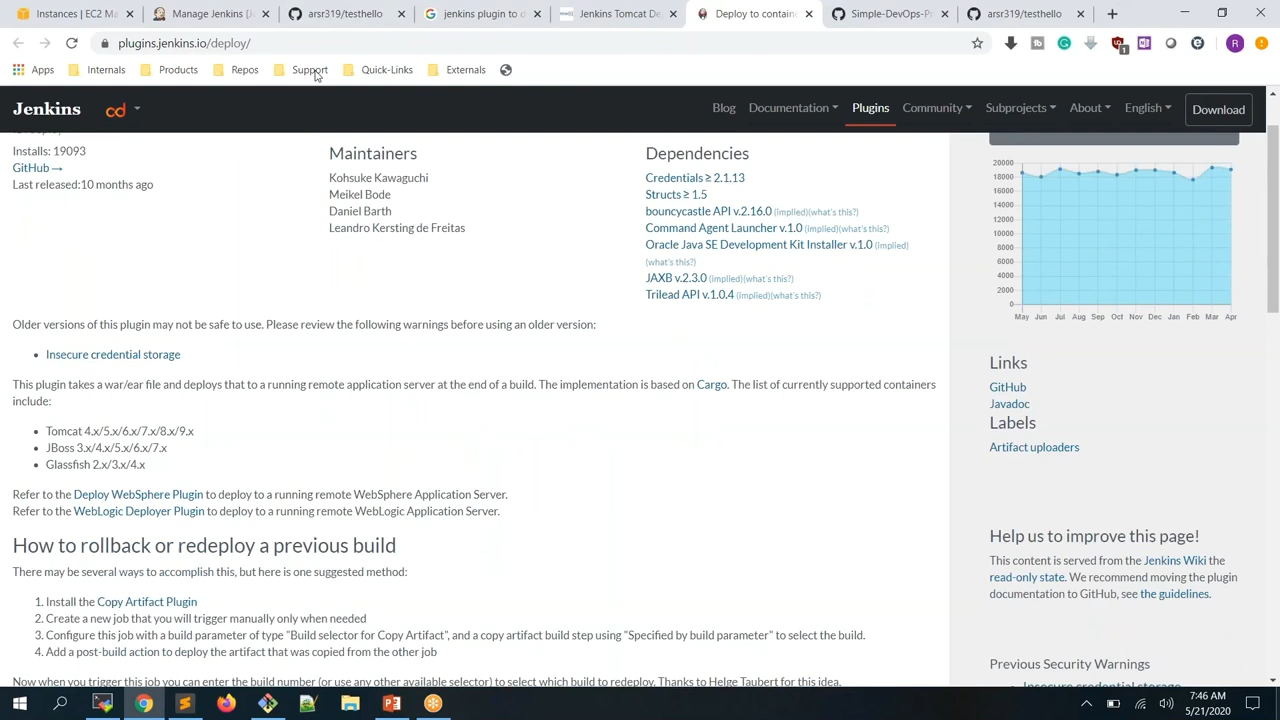 Instances | EC2 Ma
Manage Jenkins [J
arsr319/testhello
jenkins plugin to d
Jenkins Tomcat De
Deploy to containe
Simple-DevOps-Pr
arsr319/testhello
plugins.jenkins.io/deploy/
1
R
Apps
Internals
Products
Repos
Support
Quick-Links
Externals
Jenkins
cd
Blog
Documentation
Plugins
Community
Subprojects
About
English
Download
Installs: 19093
GitHub →
Last released:10 months ago
Maintainers
Kohsuke Kawaguchi
Meikel Bode
Daniel Barth
Leandro Kersting de Freitas
Dependencies
Credentials ≥ 2.1.13
Structs ≥ 1.5
bouncycastle API v.2.16.0 (implied)(what's this?)
Command Agent Launcher v.1.0 (implied)(what's this?)
Oracle Java SE Development Kit Installer v.1.0 (implied)
(what's this?)
JAXB v.2.3.0 (implied)(what's this?)
Trilead API v.1.0.4 (implied)(what's this?)
20000
18000
16000
14000
12000
10000
8000
6000
4000
2000
0
May Jun Jul Aug Sep Oct Nov Dec Jan Feb Mar Apr
Older versions of this plugin may not be safe to use. Please review the following warnings before using an older version:
• Insecure credential storage
This plugin takes a war/ear file and deploys that to a running remote application server at the end of a build. The implementation is based on Cargo. The list of currently supported containers
include:
• Tomcat 4.x/5.x/6.x/7.x/8.x/9.x
• JBoss 3.x/4.x/5.x/6.x/7.x
• Glassfish 2.x/3.x/4.x
Refer to the Deploy WebSphere Plugin to deploy to a running remote WebSphere Application Server.
Refer to the WebLogic Deployer Plugin to deploy to a running remote WebLogic Application Server.
How to rollback or redeploy a previous build
There may be several ways to accomplish this, but here is one suggested method:
1. Install the Copy Artifact Plugin
2. Create a new job that you will trigger manually only when needed
3. Configure this job with a build parameter of type "Build selector for Copy Artifact", and a copy artifact build step using "Specified by build parameter" to select the build.
4. Add a post-build action to deploy the artifact that was copied from the other job
Now when you trigger this job you can enter the build number (or use any other available selector) to select which build to redeploy. Thanks to Helge Taubert for this idea.
Links
GitHub
Javadoc
Labels
Artifact uploaders
Help us to improve this page!
This content is served from the Jenkins Wiki the
read-only state. We recommend moving the plugin
documentation to GitHub, see the guidelines.
Previous Security Warnings
Insecure credential storage
7:46 AM
5/21/2020